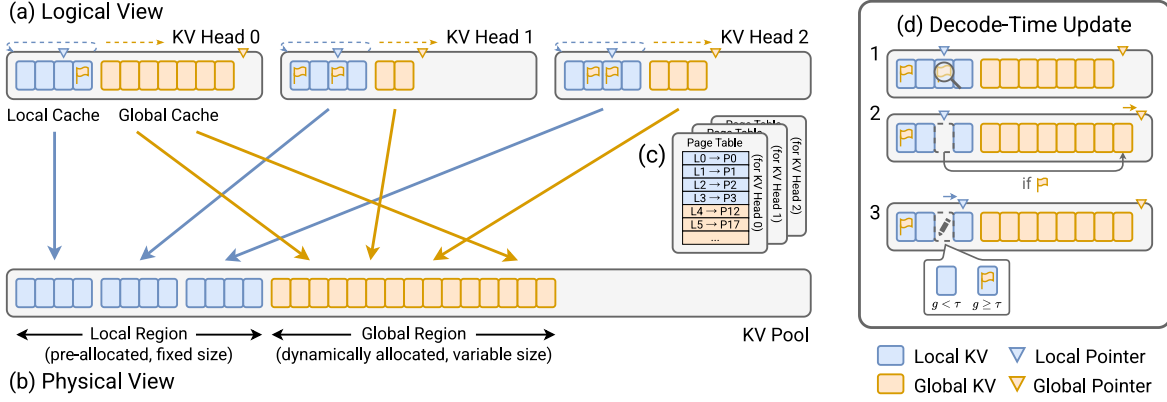 (a) Logical View
KV Head 0
KV Head 1
KV Head 2
Local Cache
Global Cache
(c)
Page Table
Page Table
Page Table
L0 → P0
L1 → P1
L2 → P2
L3 → P3
L4 → P12
L5 → P17
...
(for KV Head 0)
(for KV Head 1)
(for KV Head 2)
Local Region
(pre-allocated, fixed size)
Global Region
(dynamically allocated, variable size)
KV Pool
(b) Physical View
(d) Decode-Time Update
1
2
if
3
g < τ
g ≥ τ
Local KV
Local Pointer
Global KV
Global Pointer